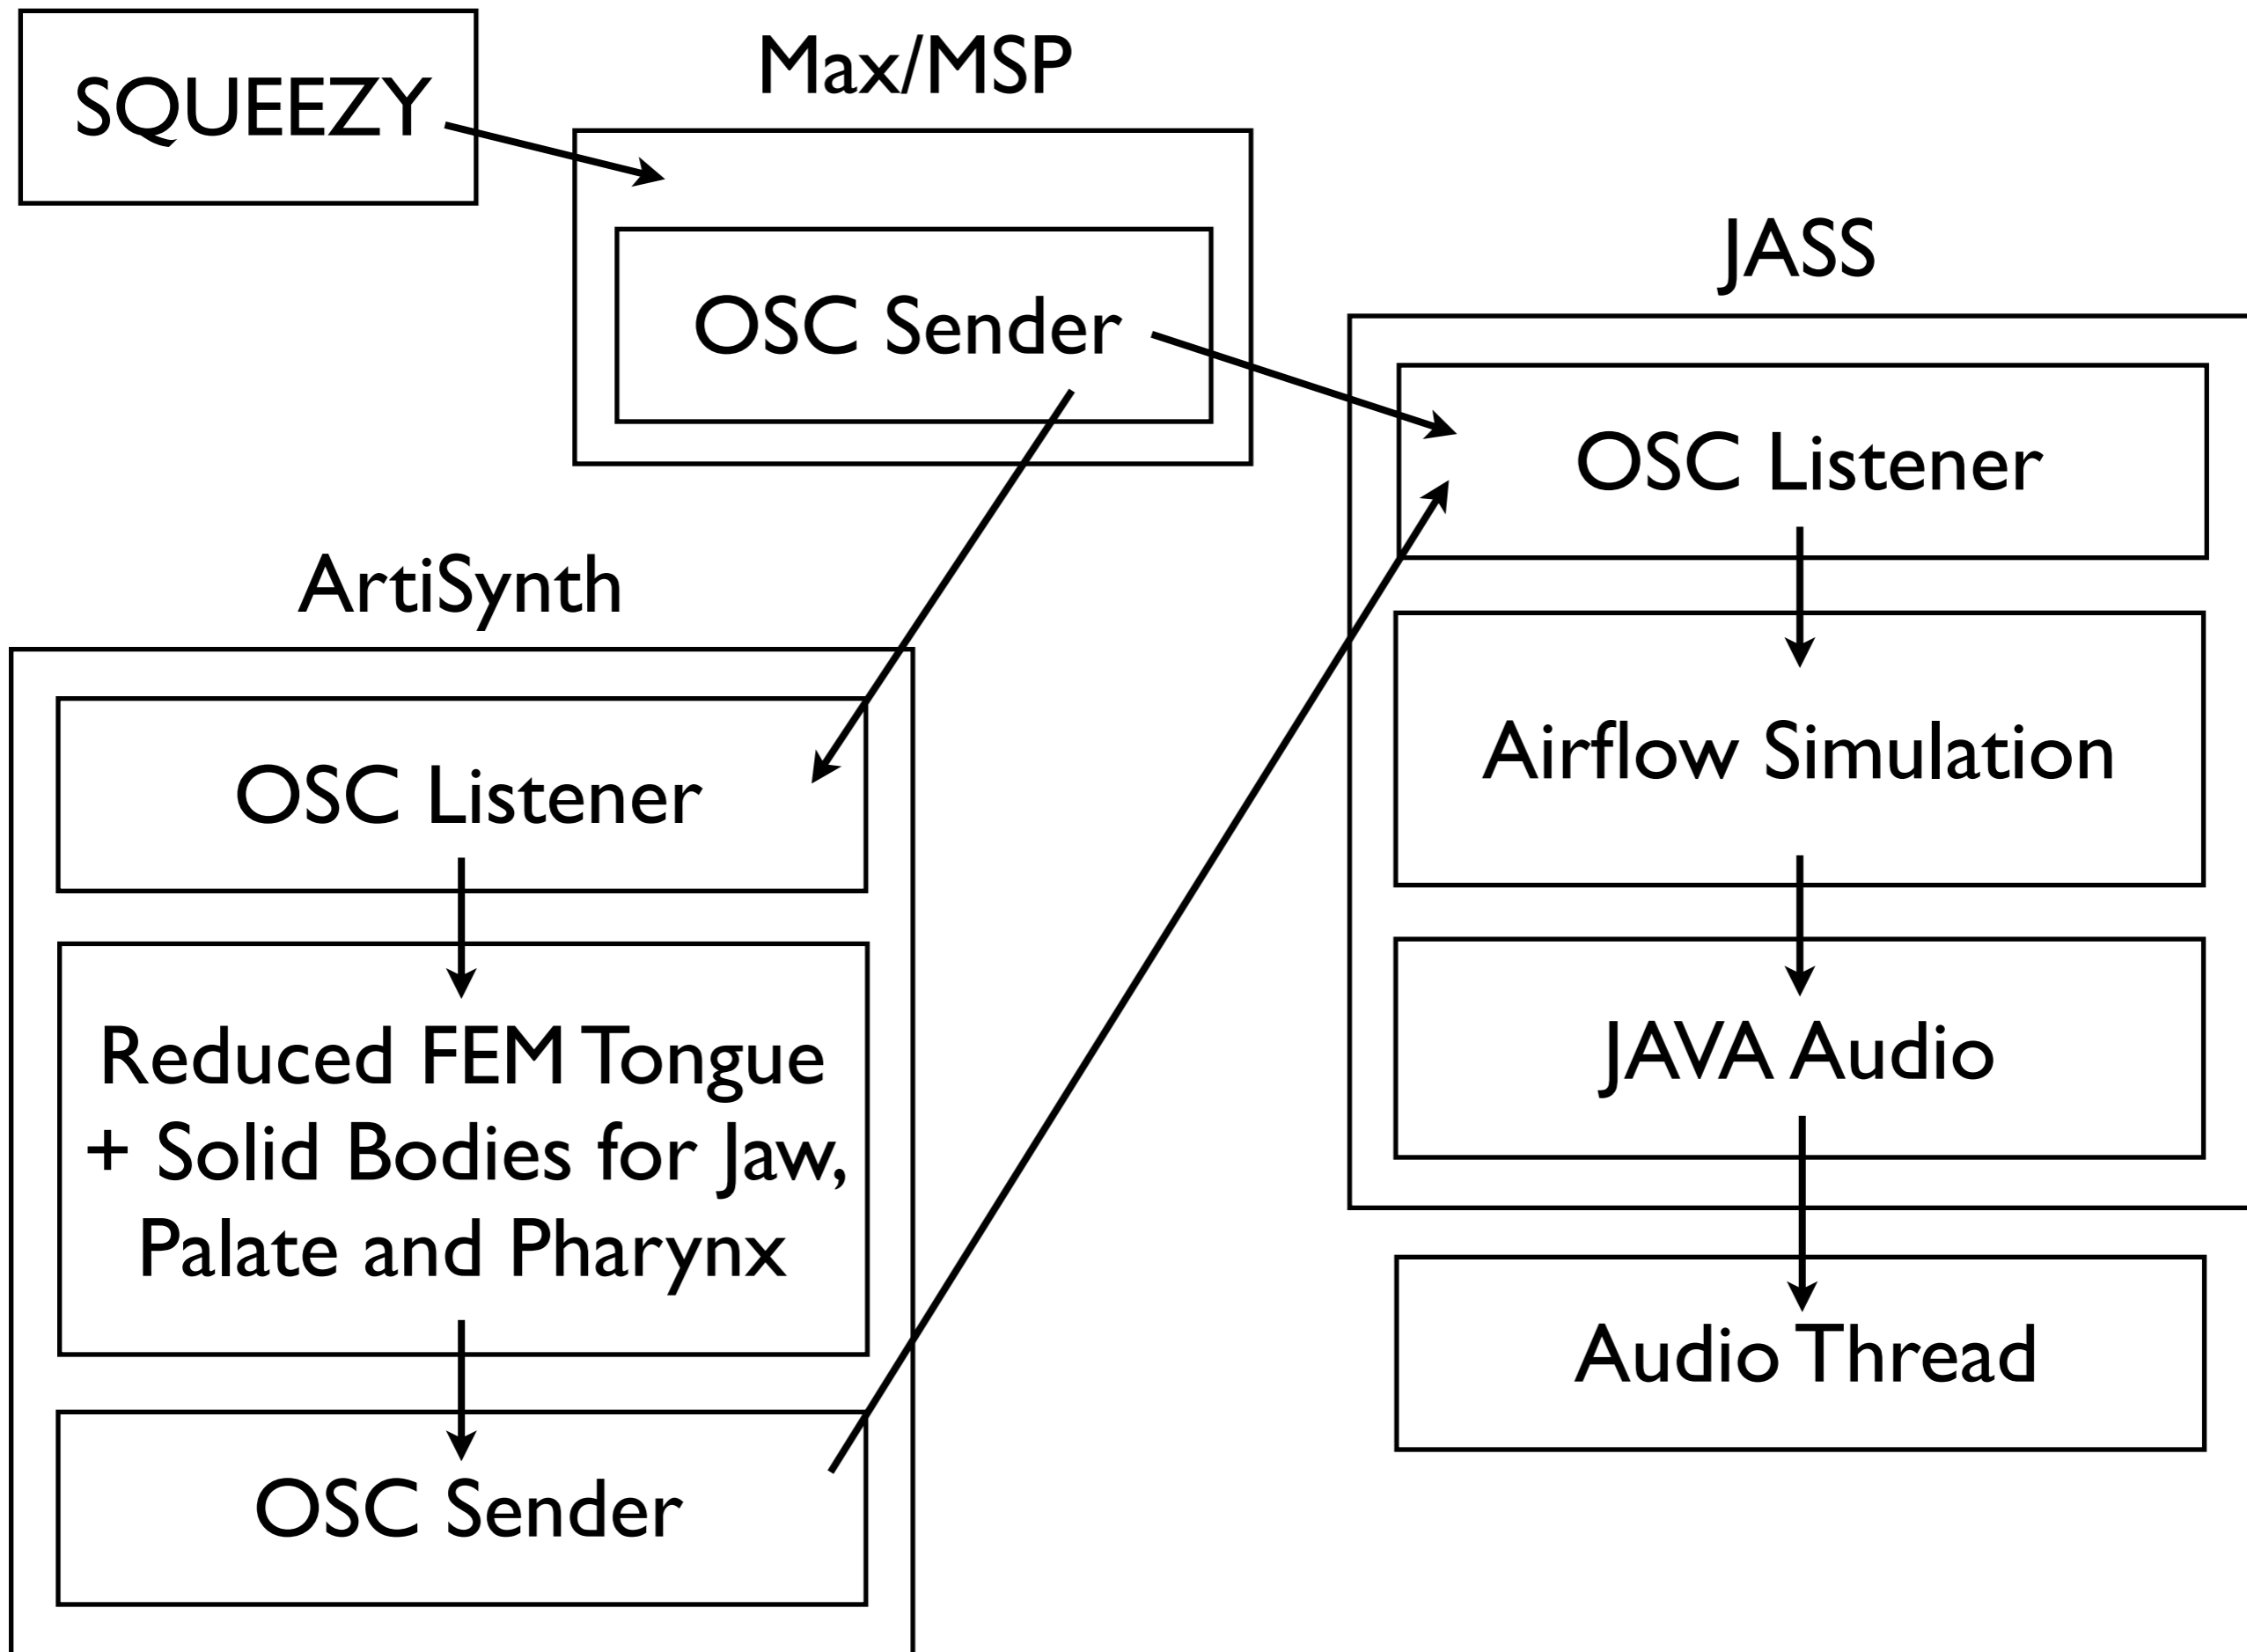 SQUEEZY
Max/MSP
OSC Sender
JASS
OSC Listener
Airflow Simulation
JAVA Audio
Audio Thread
ArtiSynth
OSC Listener
Reduced FEM Tongue
+ Solid Bodies for Jaw,
Palate and Pharynx
OSC Sender